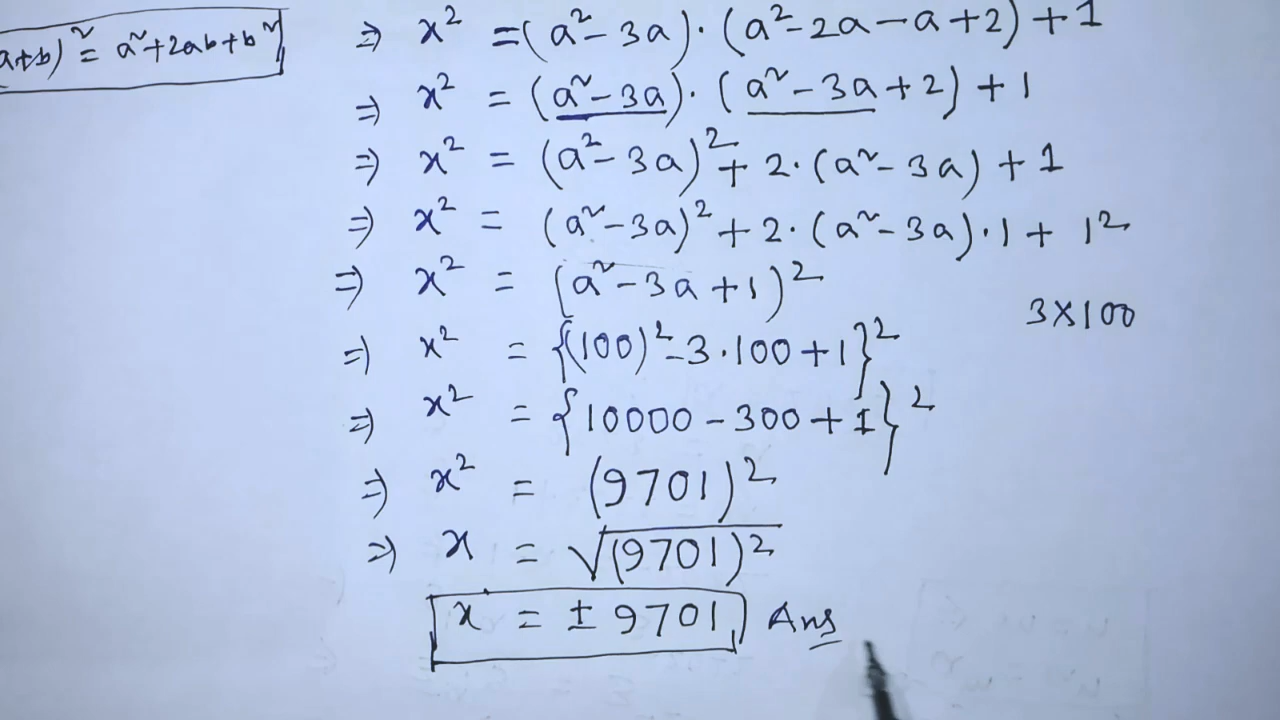 a+b)² = a²+2ab+b²
⇒ x² = (a²-3a)·(a²-2a-a+2)+1
⇒ x² = (a²-3a)·(a²-3a+2)+1
⇒ x² = (a²-3a)²+2·(a²-3a)+1
⇒ x² = (a²-3a)²+2·(a²-3a)·1+1²
⇒ x² = (a²-3a+1)²
3×100
⇒ x² = {(100)²-3·100+1}²
⇒ x² = {10000-300+1}²
⇒ x² = (9701)²
⇒ x = √(9701)²
x = ±9701 Ans